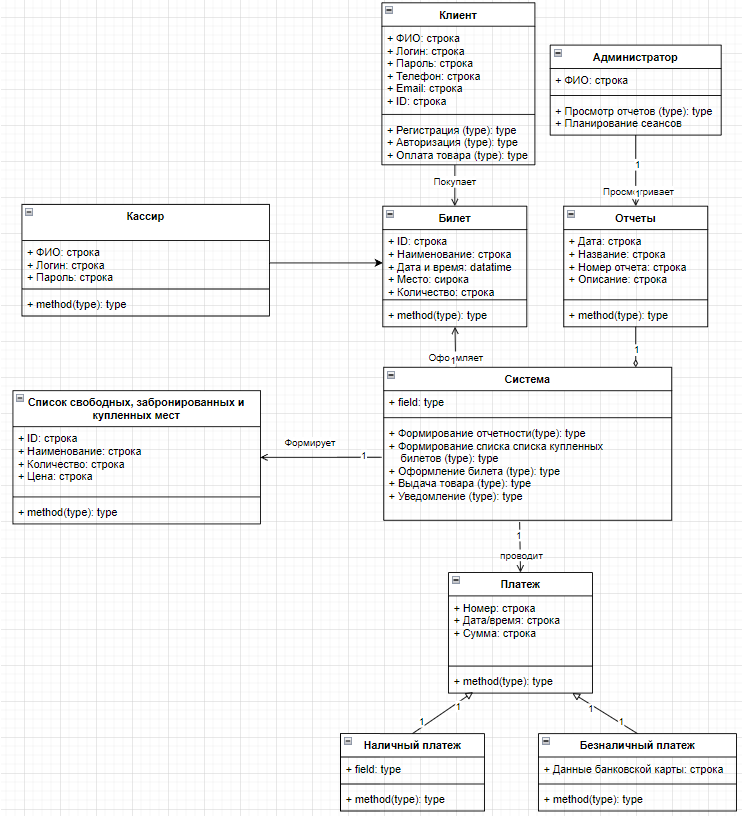 Клиент
+ ФИО: строка
+ Логин: строка
+ Пароль: строка
+ Телефон: строка
+ Email: строка
+ ID: строка
+ Регистрация (type): type
+ Авторизация (type): type
+ Оплата товара (type): type
Администратор
+ ФИО: строка
+ Просмотр отчетов (type): type
+ Планирование сеансов
1
Просматривает
1
Покупает
Кассир
+ ФИО: строка
+ Логин: строка
+ Пароль: строка
+ method(type): type
Билет
+ ID: строка
+ Наименование: строка
+ Дата и время: datatime
+ Место: сирока
+ Количество: строка
+ method(type): type
Отчеты
+ Дата: строка
+ Название: строка
+ Номер отчета: строка
+ Описание: строка
+ method(type): type
1
Оформляет
1
Система
+ field: type
+ Формирование отчетности(type): type
+ Формирование списка списка купленных
билетов (type): type
+ Оформление билета (type): type
+ Выдача товара (type): type
+ Уведомление (type): type
Список свободных, забронированных и
купленных мест
+ ID: строка
+ Наименование: строка
+ Количество: строка
+ Цена: строка
+ method(type): type
Формирует
1
1
проводит
Платеж
+ Номер: строка
+ Дата/время: строка
+ Сумма: строка
+ method(type): type
1
1
1
1
Наличный платеж
+ field: type
+ method(type): type
Безналичный платеж
+ Данные банковской карты: строка
+ method(type): type